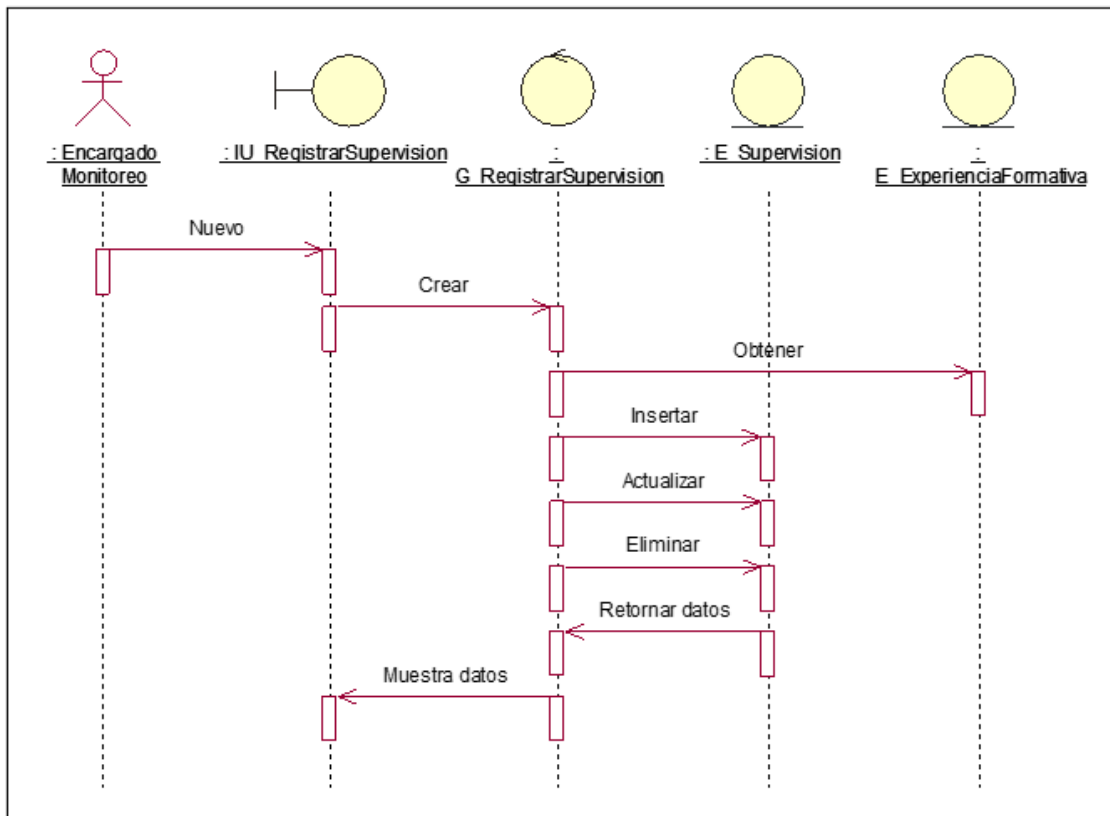 : Encargado
Monitoreo
: IU_RegistrarSupervision
:
G_RegistrarSupervision
: E_Supervision
:
E_ExperienciaFormativa
Nuevo
Crear
Obtener
Insertar
Actualizar
Eliminar
Retornar datos
Muestra datos